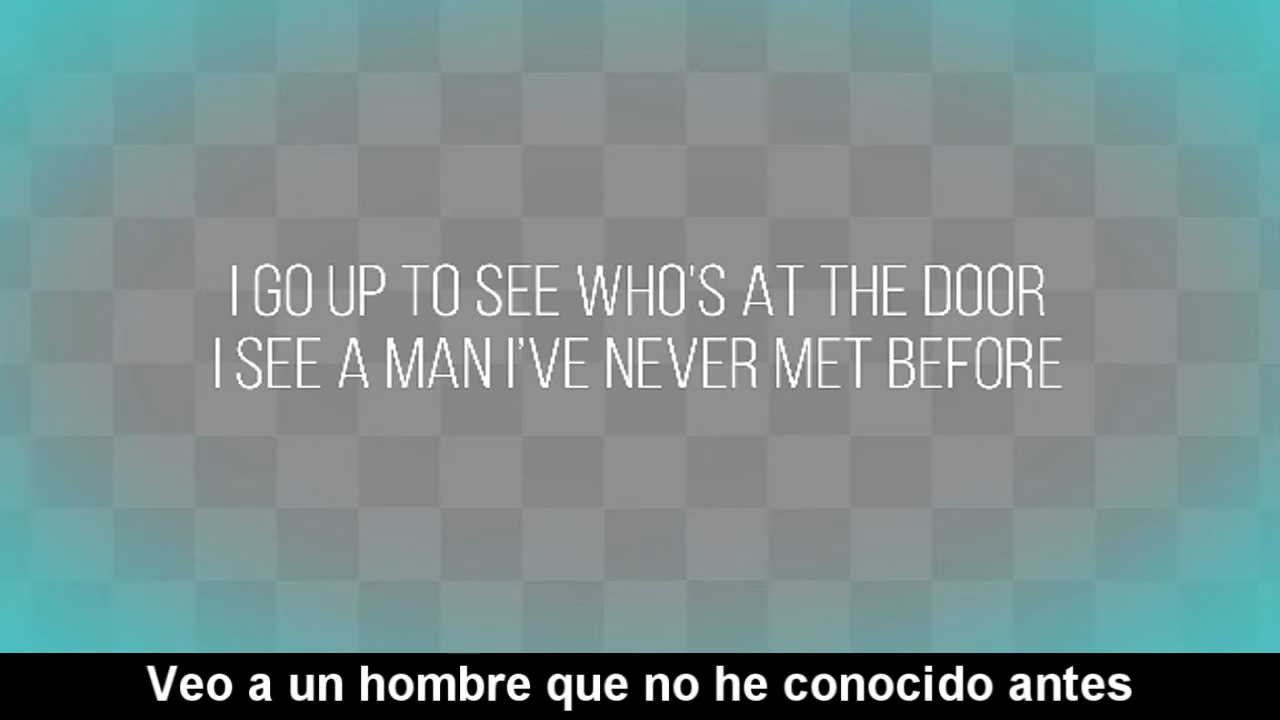 I GO UP TO SEE WHO'S AT THE DOOR
I SEE A MAN I’VE NEVER MET BEFORE
Veo a un hombre que no he conocido antes